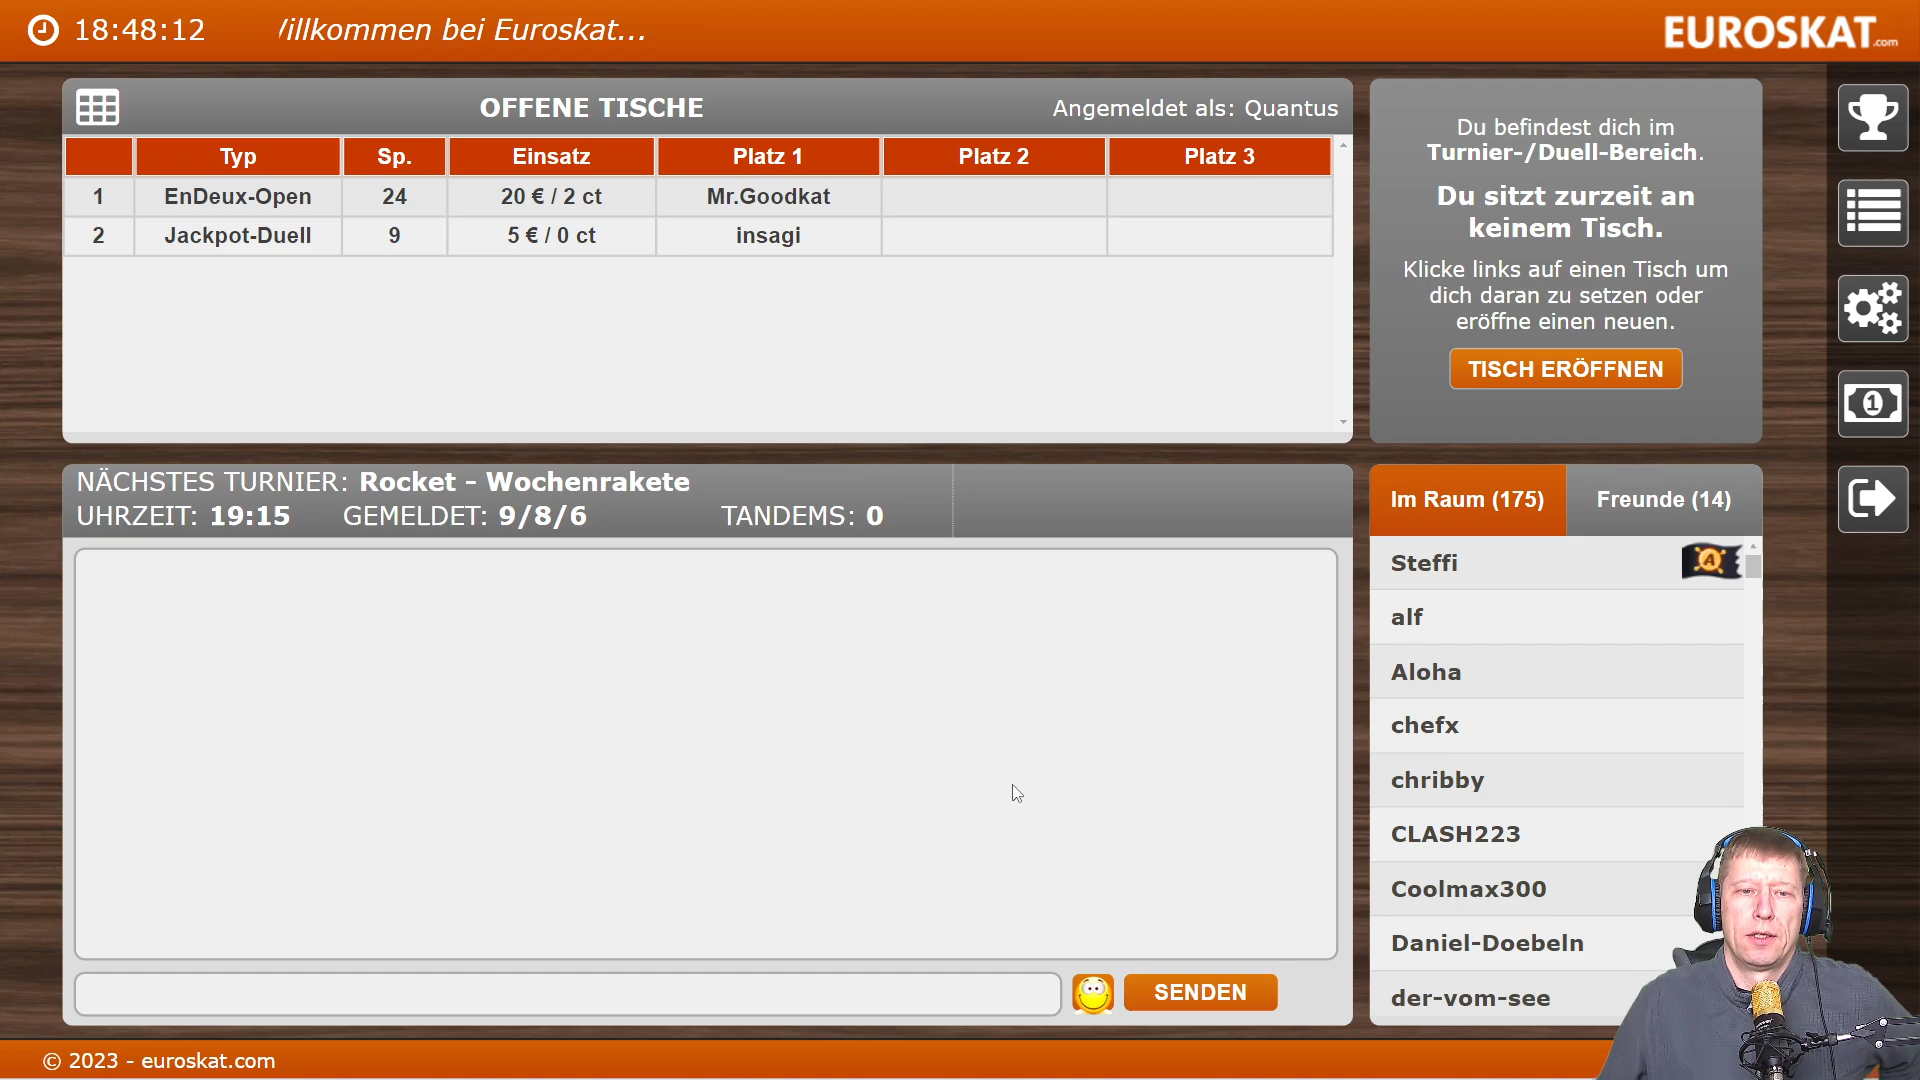 18:48:12
Willkommen bei Euroskat...
EUROSKAT.com
OFFENE TISCHE
Angemeldet als: Quantus
Typ Sp. Einsatz Platz 1 Platz 2 Platz 3
1 EnDeux-Open 24 20 € / 2 ct Mr.Goodkat
2 Jackpot-Duell 9 5 € / 0 ct insagi
Du befindest dich im
Turnier-/Duell-Bereich.
Du sitzt zurzeit an
keinem Tisch.
Klicke links auf einen Tisch um
dich daran zu setzen oder
eröffne einen neuen.
TISCH ERÖFFNEN
1
NÄCHSTES TURNIER: Rocket - Wochenrakete
UHRZEIT: 19:15 GEMELDET: 9/8/6 TANDEMS: 0
Im Raum (175) Freunde (14)
Steffi
A
alf
Aloha
chefx
chribby
CLASH223
Coolmax300
Daniel-Doebeln
der-vom-see
SENDEN
© 2023 - euroskat.com